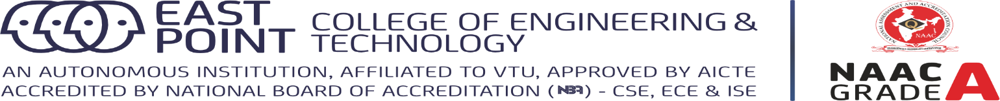 EAST
POINT
COLLEGE OF ENGINEERING &
TECHNOLOGY
AN AUTONOMOUS INSTITUTION, AFFILIATED TO VTU, APPROVED BY AICTE
ACCREDITED BY NATIONAL BOARD OF ACCREDITATION (NBA) - CSE, ECE & ISE
NATIONAL ASSESSMENT AND ACCREDITATION COUNCIL
Q
NAAC
EXCELLENCE • CREDIBILITY • RELEVANCE
NAAC
GRADE A